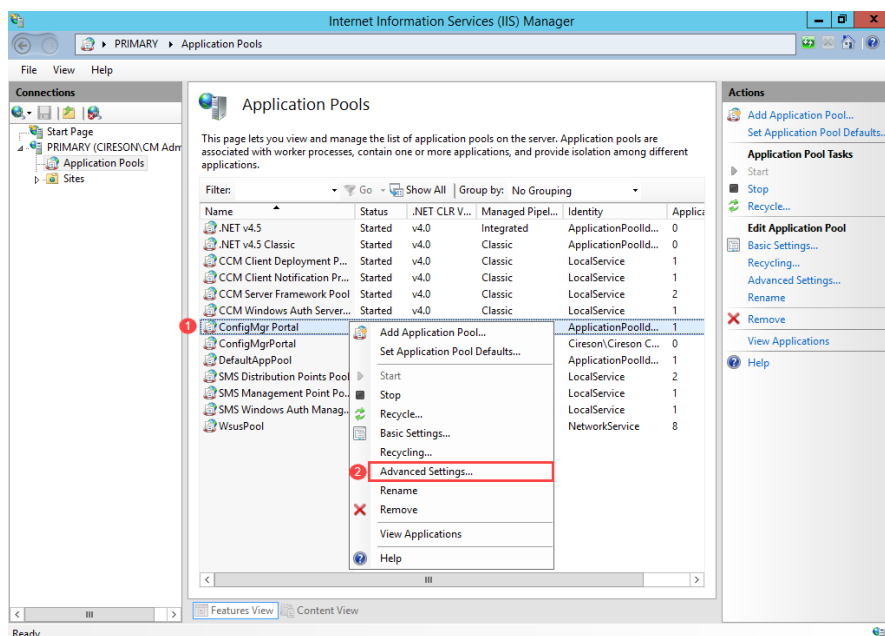 Internet Information Services (IIS) Manager
PRIMARY Application Pools
File View Help
Connections
Start Page
PRIMARY (CIRESON\CM Adm
Application Pools
Sites
Application Pools
This page lets you view and manage the list of application pools on the server. Application pools are
associated with worker processes, contain one or more applications, and provide isolation among different
applications.
Filter: Go Show All Group by: No Grouping
Name Status .NET CLR V... Managed Pipel... Identity Applica
.NET v4.5 Started v4.0 Integrated ApplicationPoolId... 0
.NET v4.5 Classic Started v4.0 Classic ApplicationPoolId... 0
CCM Client Deployment P... Started v4.0 Classic LocalService 1
CCM Client Notification Pr... Started v4.0 Classic LocalService 1
CCM Server Framework Pool Started v4.0 Classic LocalService 2
CCM Windows Auth Server... Started v4.0 Classic LocalService 1
1 ConfigMgr Portal ApplicationPoolId... 1
ConfigMgrPortal Cireson\Cireson C... 0
DefaultAppPool ApplicationPoolId... 1
SMS Distribution Points Pool LocalService 2
SMS Management Point Po.. LocalService 1
SMS Windows Auth Manag.. LocalService 1
WsusPool NetworkService 8
Add Application Pool...
Set Application Pool Defaults...
Start
Stop
Recycle...
Basic Settings...
Recycling...
2 Advanced Settings...
Rename
Remove
View Applications
Help
Features View Content View
Actions
Add Application Pool...
Set Application Pool Defaults..
Application Pool Tasks
Start
Stop
Recycle...
Edit Application Pool
Basic Settings...
Recycling...
Advanced Settings...
Rename
Remove
View Applications
Help
Ready